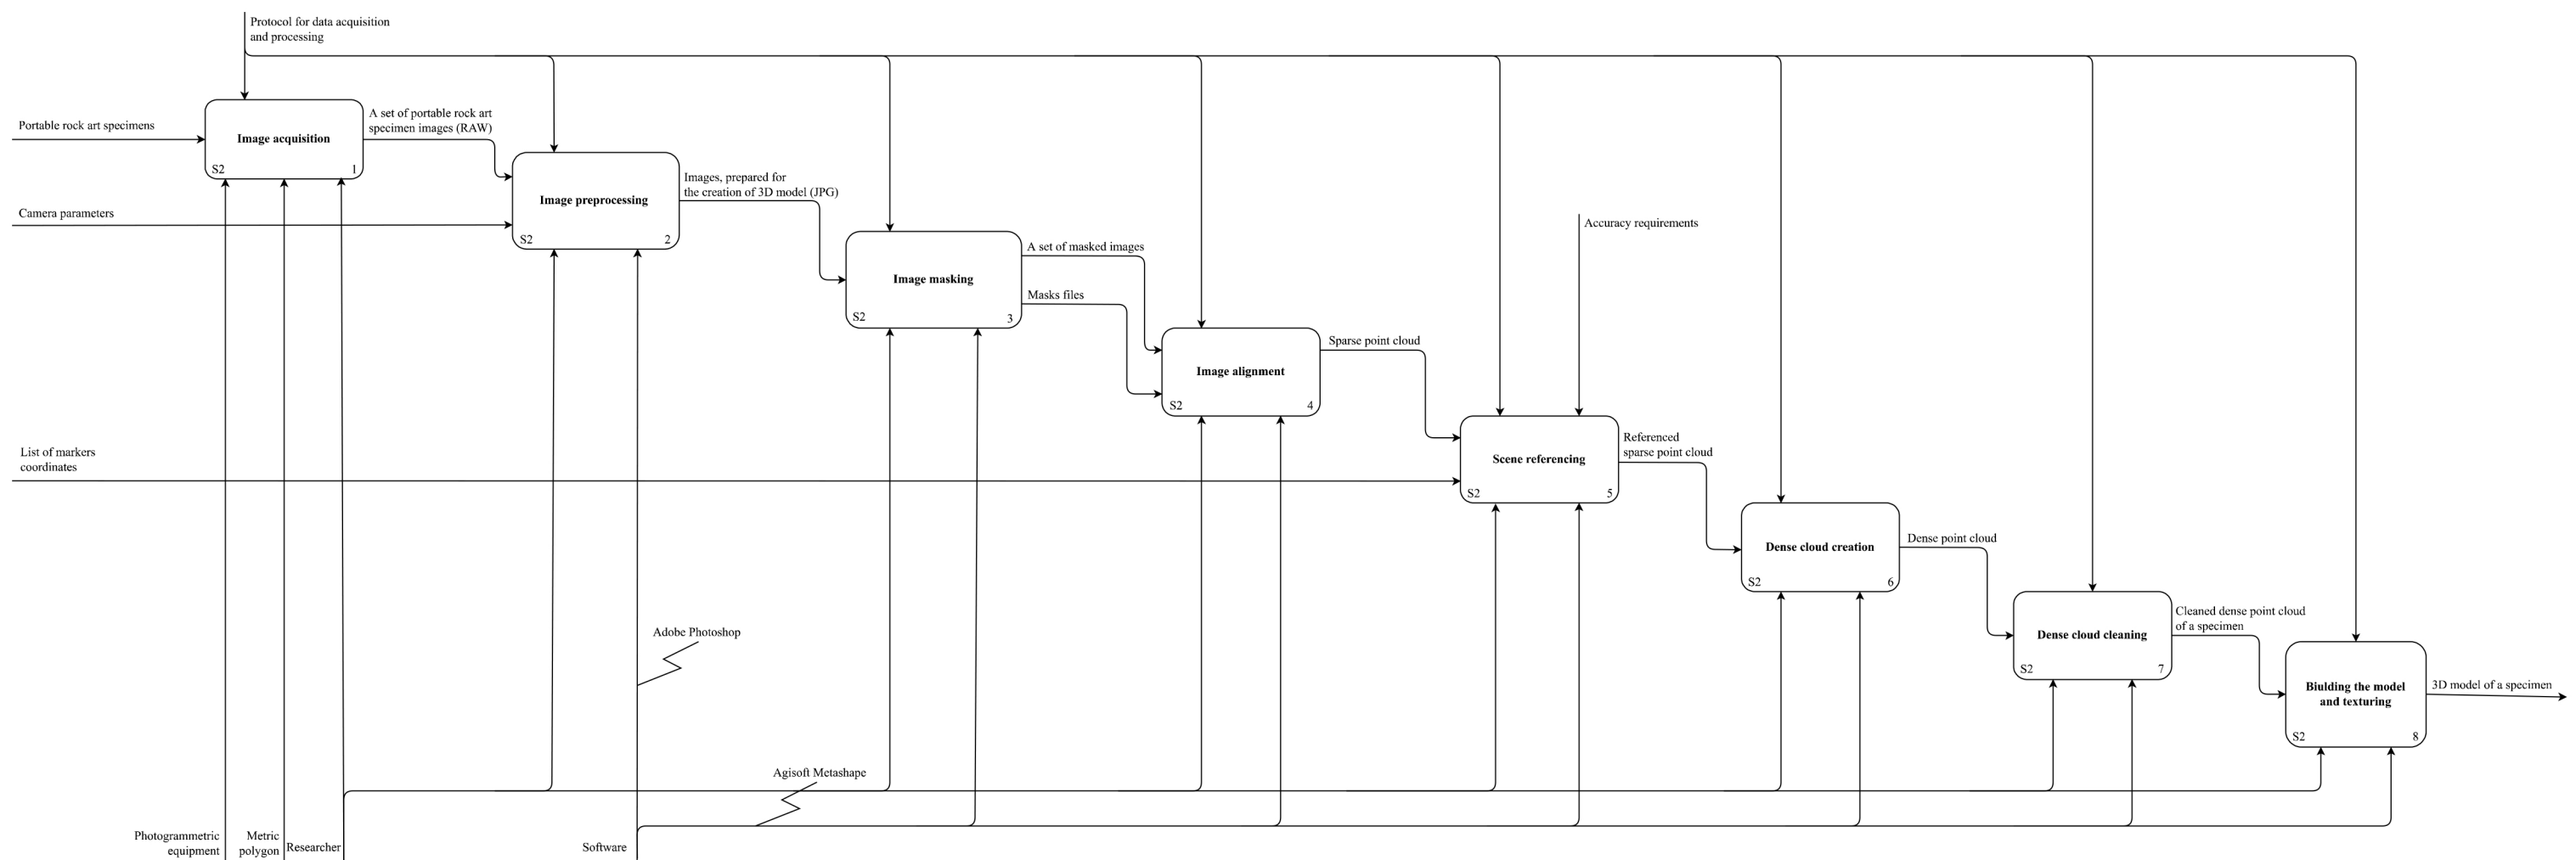 Protocol for data acquisition
and processing
Portable rock art specimens
Image acquisition
S2
1
A set of portable rock art
specimen images (RAW)
Camera parameters
Image preprocessing
S2
2
Images, prepared for
the creation of 3D model (JPG)
Image masking
S2
3
A set of masked images
Masks files
Image alignment
S2
4
Sparse point cloud
Accuracy requirements
List of markers
coordinates
Scene referencing
S2
5
Referenced
sparse point cloud
Dense cloud creation
S2
6
Dense point cloud
Dense cloud cleaning
S2
7
Cleaned dense point cloud
of a specimen
Biulding the model
and texturing
S2
8
3D model of a specimen
Adobe Photoshop
Agisoft Metashape
Photogrammetric
equipment
Metric
polygon
Researcher
Software